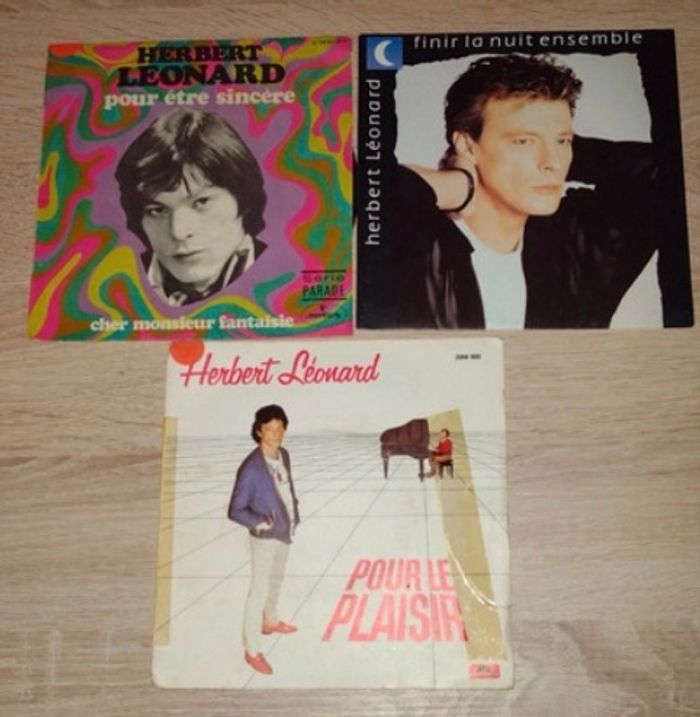 HERBERT
LEONARD
pour être sincère
Série
PARADE
cher monsieur fantaisie
finir la nuit ensemble
herbert Léonard
Herbert Léonard
POUR LE
PLAISIR